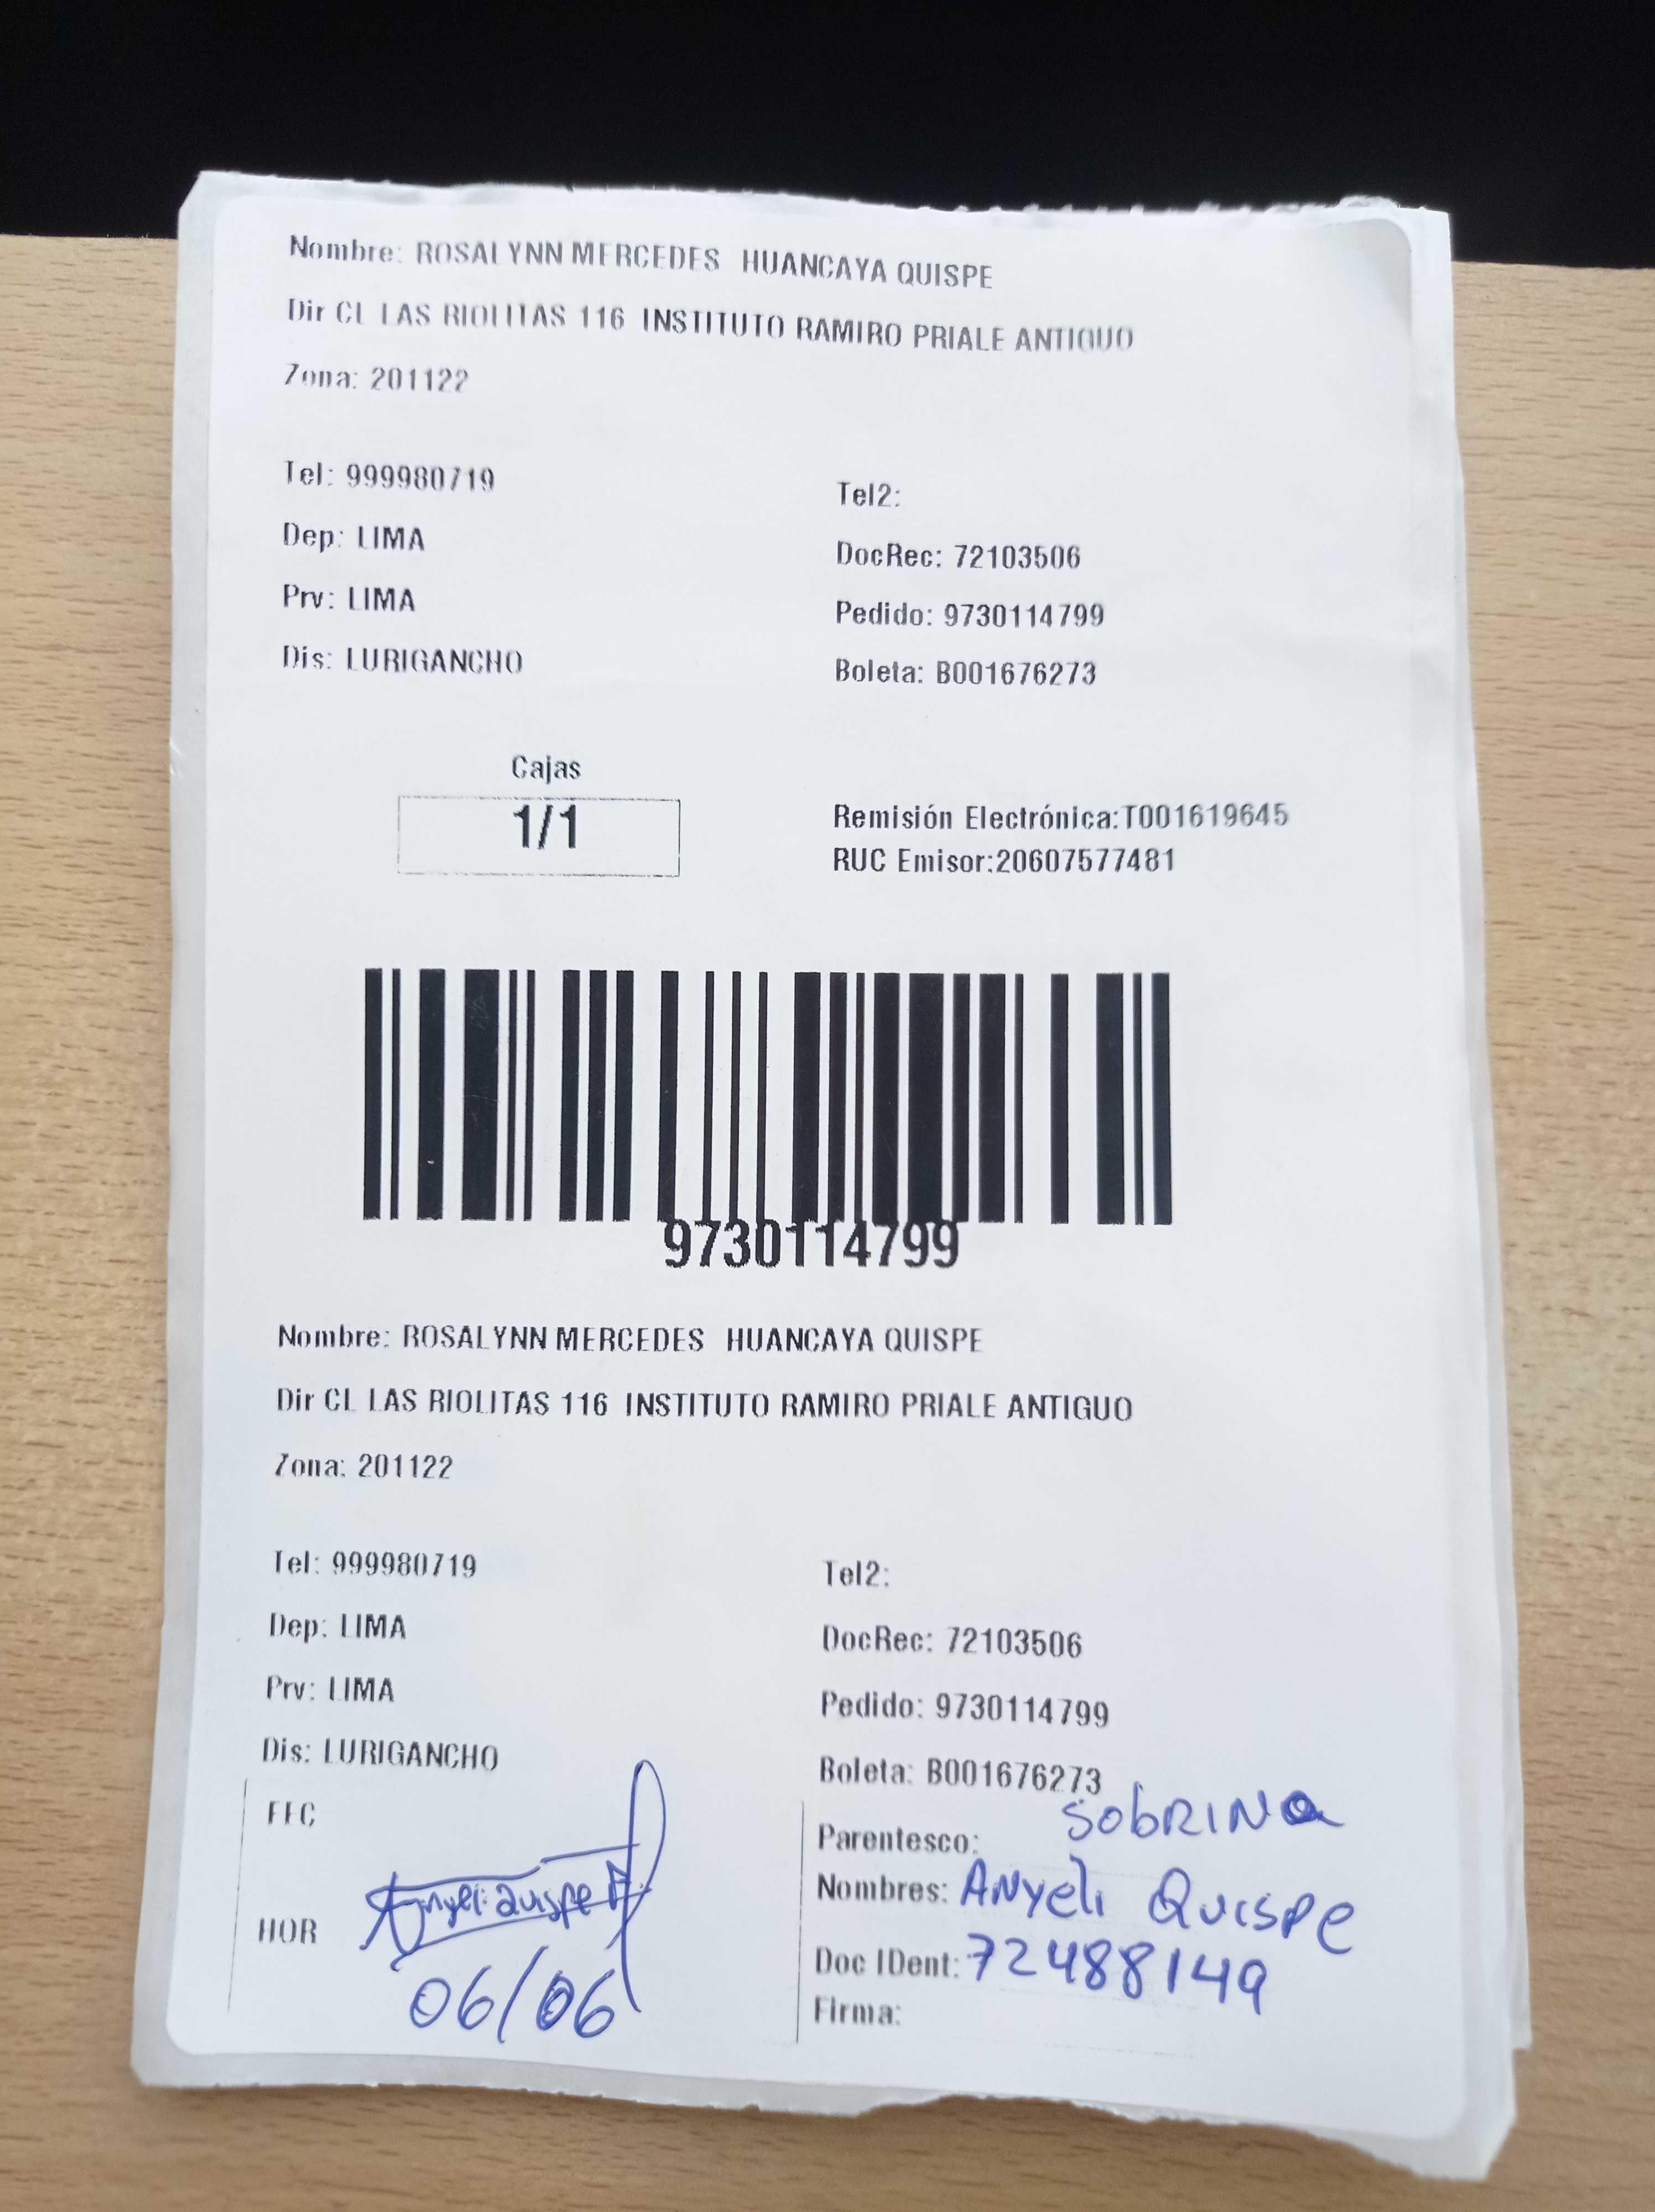 Nombre: ROSALYNN MERCEDES HUANCAYA QUISPE
Dir CL LAS RIOLITAS 116 INSTITUTO RAMIRO PRIALE ANTIGUO
Zona: 201122
Tel: 999980719 Tel2:
Dep: LIMA DocRec: 72103506
Prv: LIMA Pedido: 9730114799
Dis: LURIGANCHO Boleta: B001676273
Cajas
1/1
Remisión Electrónica:T001619645
RUC Emisor:20607577481
9730114799
Nombre: ROSALYNN MERCEDES HUANCAYA QUISPE
Dir CL LAS RIOLITAS 116 INSTITUTO RAMIRO PRIALE ANTIGUO
Zona: 201122
Tel: 999980719 Tel2:
Dep: LIMA DocRec: 72103506
Prv: LIMA Pedido: 9730114799
Dis: LURIGANCHO Boleta: B001676273
FEC
HOR
Anyeli Quispe
06/06
Parentesco: SobRINa
Nombres: ANyeli Quispe
Doc IDent: 72488149
Firma: